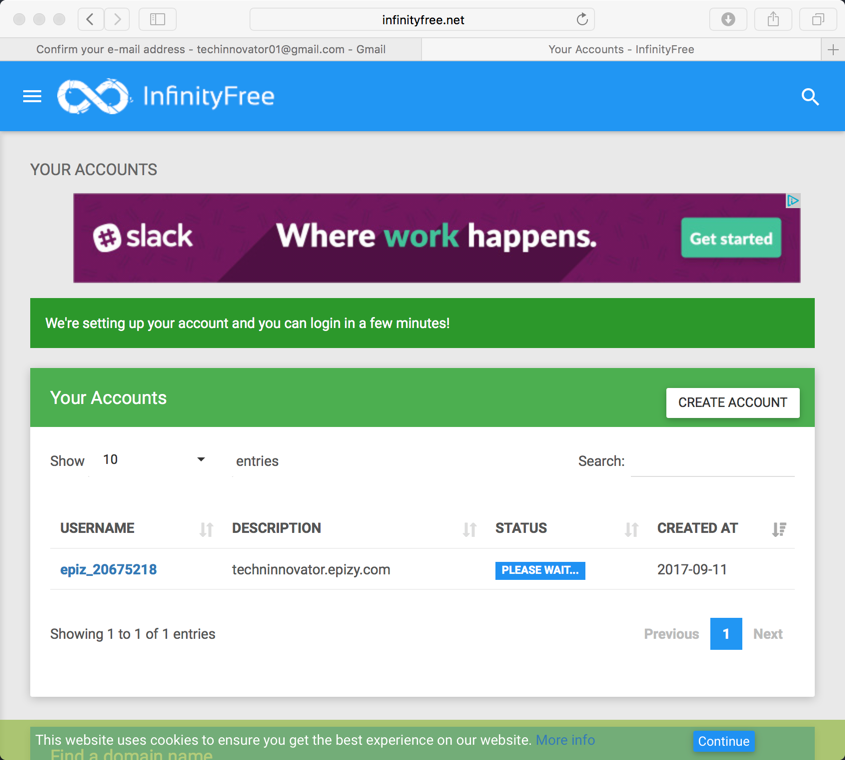 infinityfree.net
Confirm your e-mail address - techinnovator01@gmail.com - Gmail
Your Accounts - InfinityFree
InfinityFree
YOUR ACCOUNTS
slack
Where work happens.
Get started
We're setting up your account and you can login in a few minutes!
Your Accounts
CREATE ACCOUNT
Show 10 entries
Search:
USERNAME DESCRIPTION STATUS CREATED AT
epiz_20675218 techninnovator.epizy.com PLEASE WAIT... 2017-09-11
Showing 1 to 1 of 1 entries
Previous 1 Next
This website uses cookies to ensure you get the best experience on our website. More info
Continue
Find a domain name